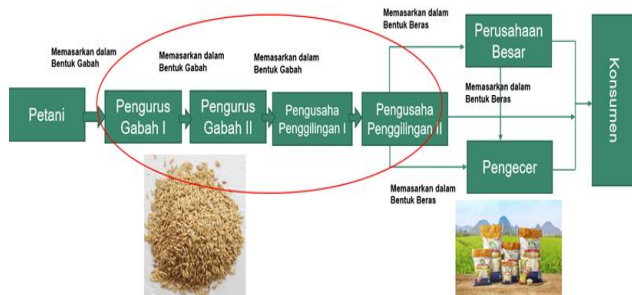 Memasarkan dalam
Bentuk Gabah
Memasarkan dalam
Bentuk Gabah
Memasarkan dalam
Bentuk Gabah
Memasarkan dalam
Bentuk Beras
Petani
Pengurus
Gabah I
Pengurus
Gabah II
Pengusaha
Penggilingan I
Pengusaha
Penggilingan II
Perusahaan
Besar
Memasarkan dalam
Bentuk Beras
Pengecer
Memasarkan dalam
Bentuk Beras
Konsumen